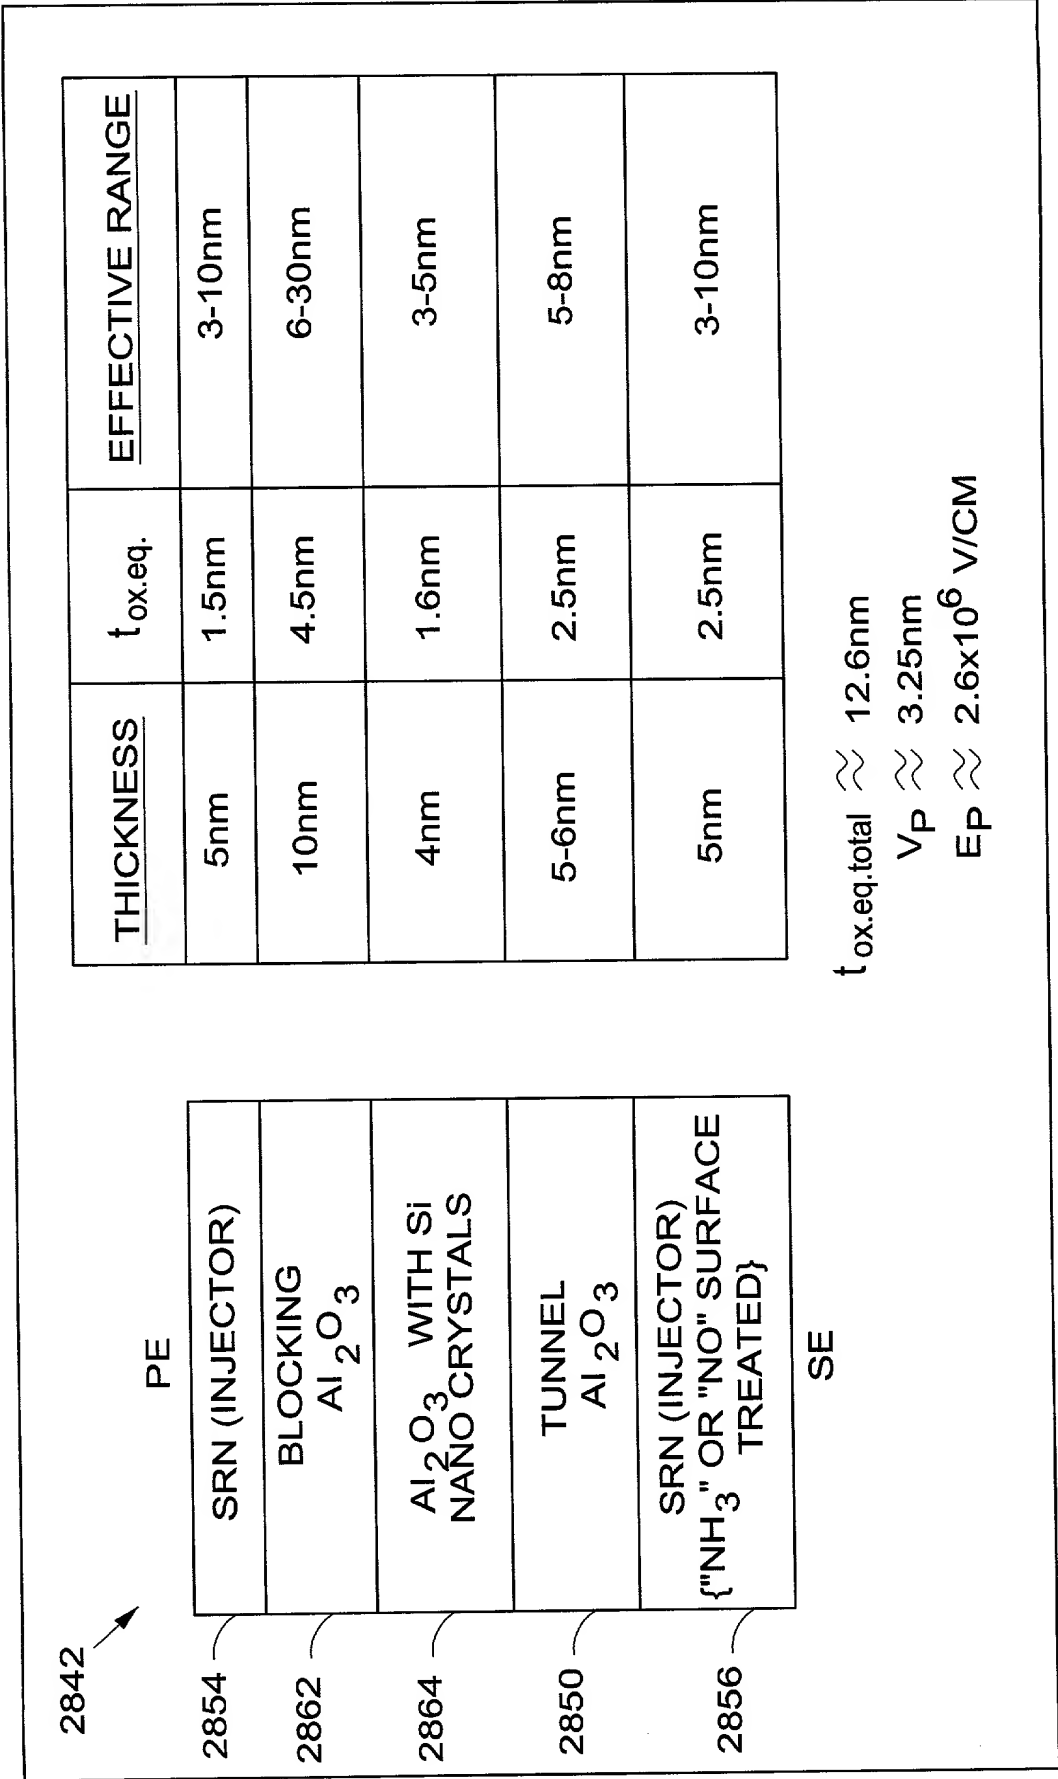 2842
PE
THICKNESS t ox.eq. EFFECTIVE RANGE
2854 SRN (INJECTOR) 5nm 1.5nm 3-10nm
2862 BLOCKING Al2O3 10nm 4.5nm 6-30nm
2864 Al2O3 WITH Si NANO CRYSTALS 4nm 1.6nm 3-5nm
2850 TUNNEL Al2O3 5-6nm 2.5nm 5-8nm
2856 SRN (INJECTOR) {"NH3" OR "NO" SURFACE TREATED} 5nm 2.5nm 3-10nm
SE
t ox.eq.total ≈ 12.6nm
VP ≈ 3.25nm
EP ≈ 2.6x10^6 V/CM